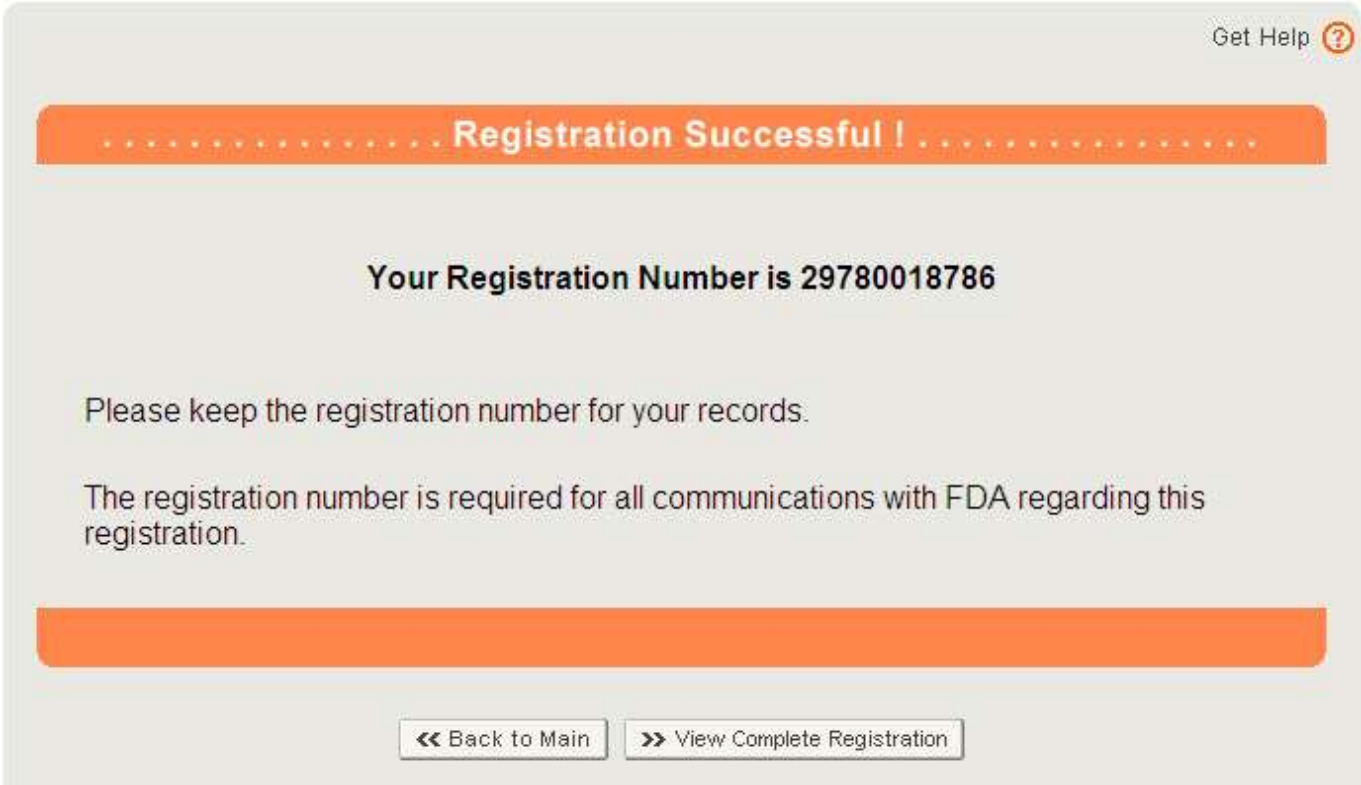 Get Help ?
. . . . . . . . . . . . . . . . Registration Successful ! . . . . . . . . . . . . . . . .
Your Registration Number is 29780018786
Please keep the registration number for your records.
The registration number is required for all communications with FDA regarding this
registration.
<< Back to Main >> View Complete Registration